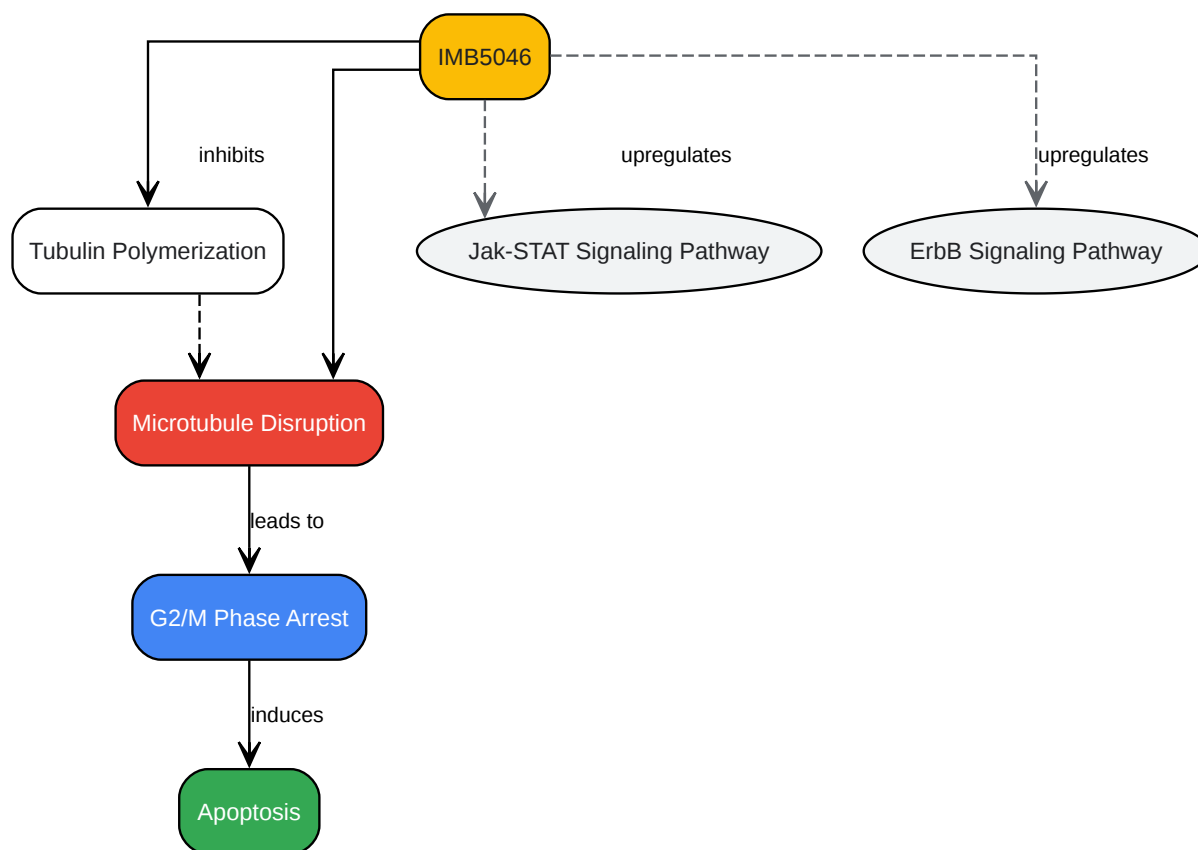 IMB5046
inhibits
upregulates
upregulates
Tubulin Polymerization
Jak-STAT Signaling Pathway
ErbB Signaling Pathway
Microtubule Disruption
leads to
G2/M Phase Arrest
induces
Apoptosis